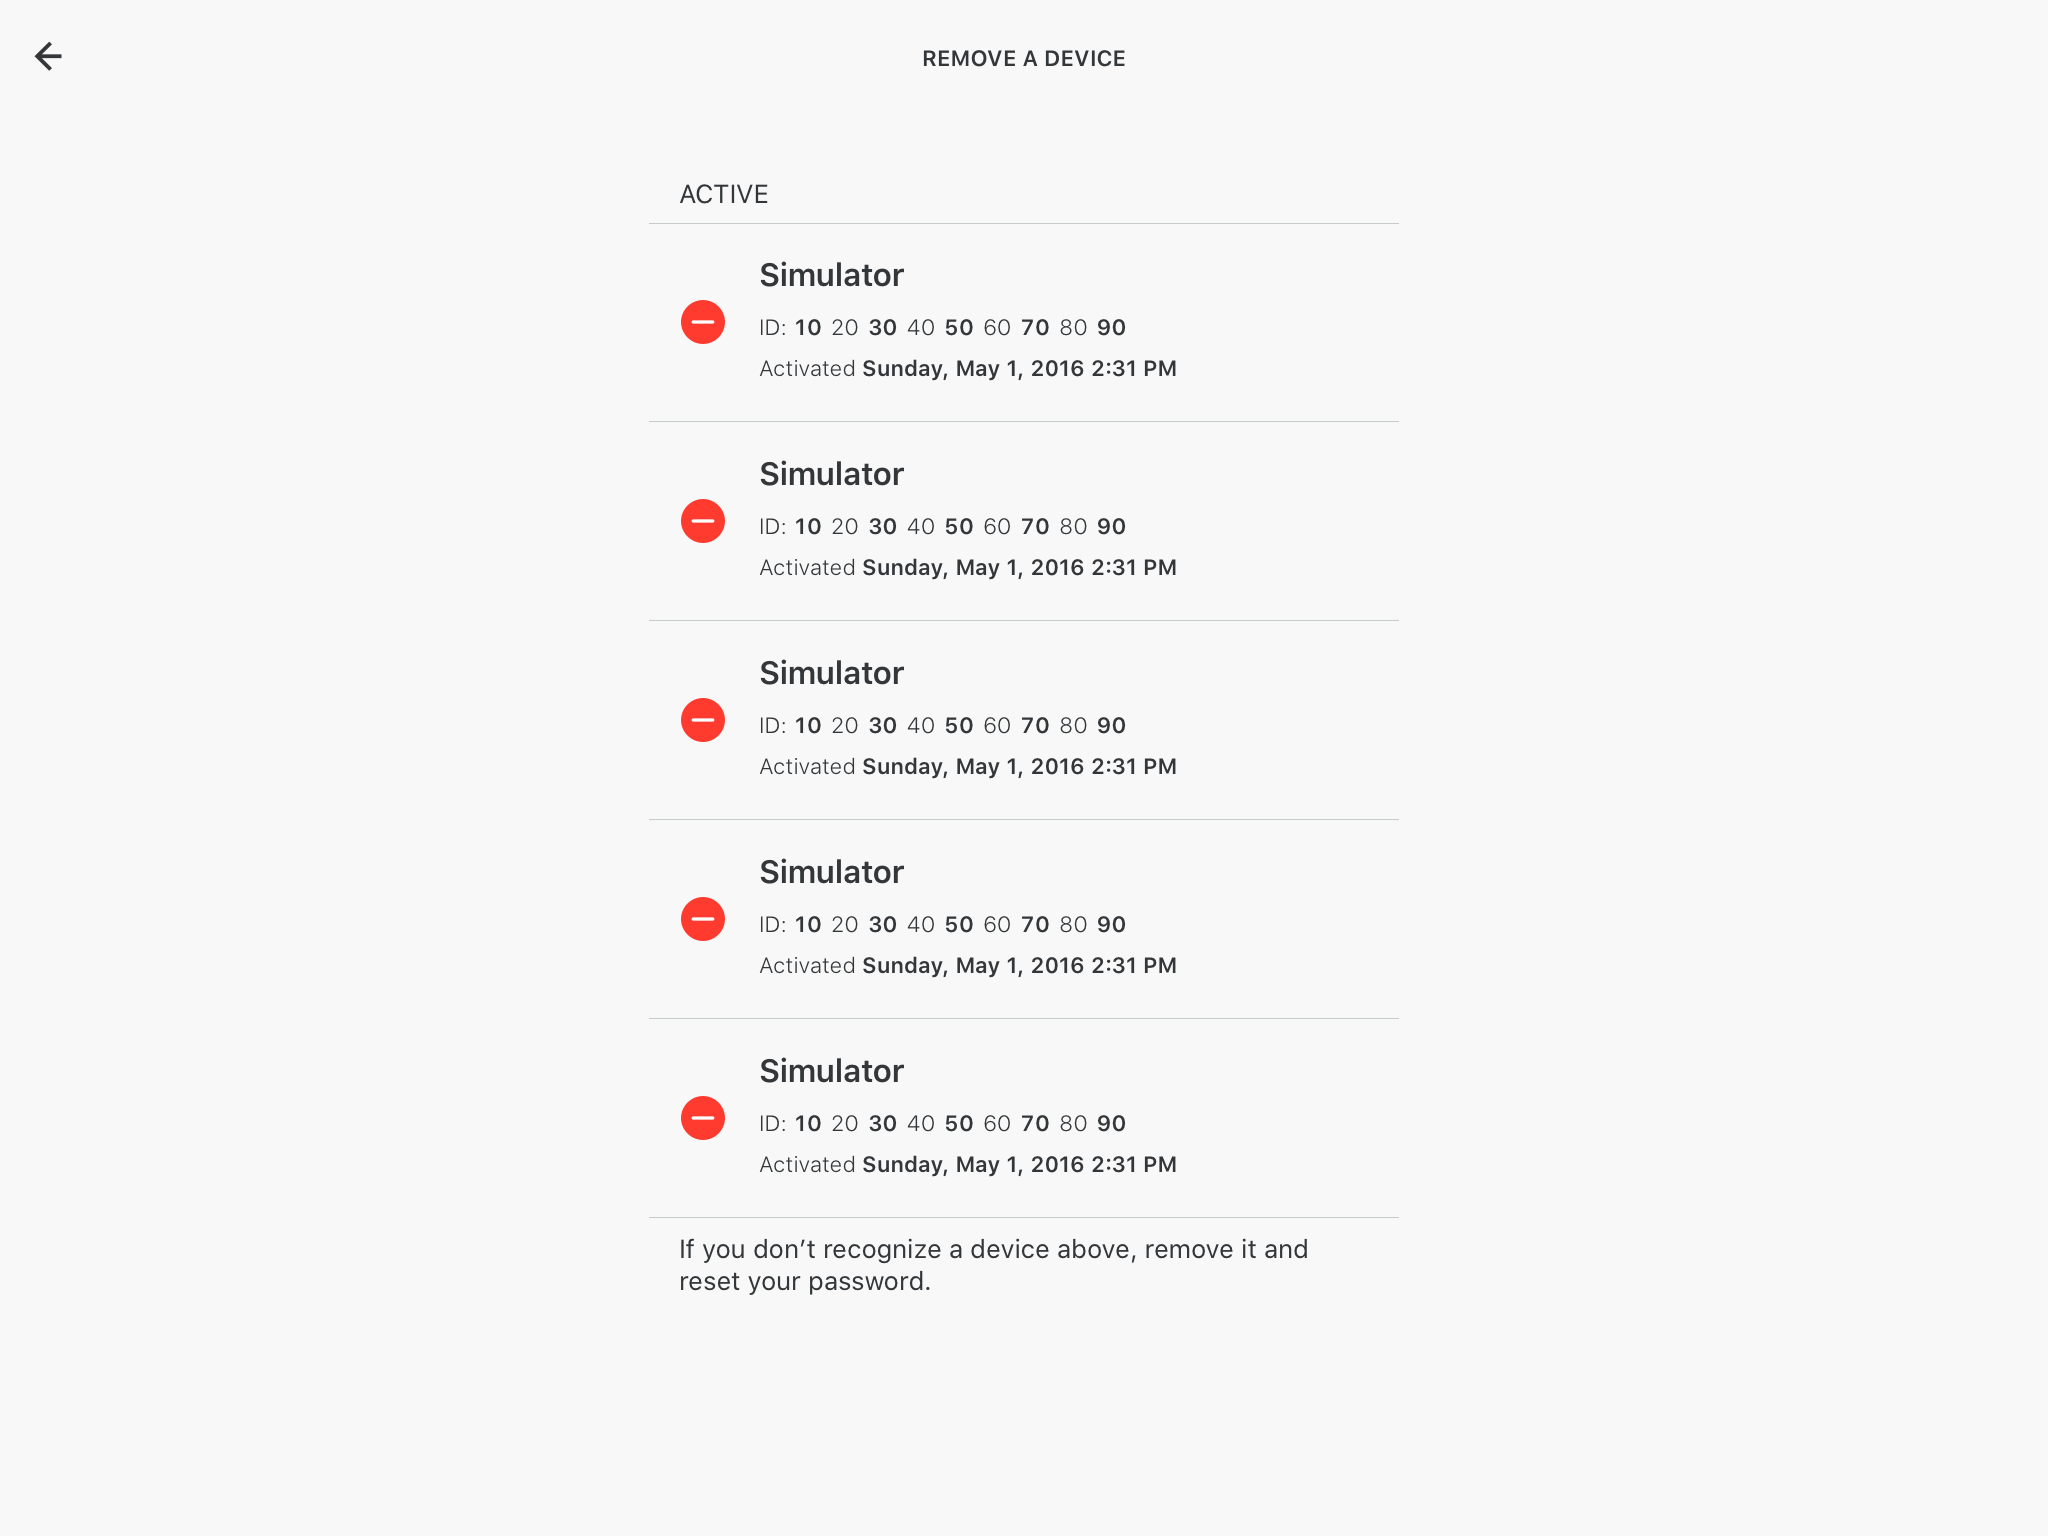 REMOVE A DEVICE
ACTIVE
Simulator
ID: 10 20 30 40 50 60 70 80 90
Activated Sunday, May 1, 2016 2:31 PM
Simulator
ID: 10 20 30 40 50 60 70 80 90
Activated Sunday, May 1, 2016 2:31 PM
Simulator
ID: 10 20 30 40 50 60 70 80 90
Activated Sunday, May 1, 2016 2:31 PM
Simulator
ID: 10 20 30 40 50 60 70 80 90
Activated Sunday, May 1, 2016 2:31 PM
Simulator
ID: 10 20 30 40 50 60 70 80 90
Activated Sunday, May 1, 2016 2:31 PM
If you don’t recognize a device above, remove it and
reset your password.